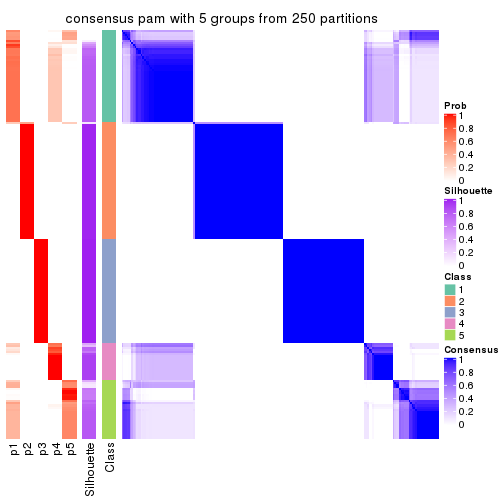 consensus pam with 5 groups from 250 partitions
Prob
1
0.8
0.6
0.4
0.2
0
Silhouette
1
0.8
0.6
0.4
0.2
0
Class
1
2
3
4
5
Consensus
1
0.8
0.6
0.4
0.2
0
p1
p2
p3
p4
p5
Silhouette
Class